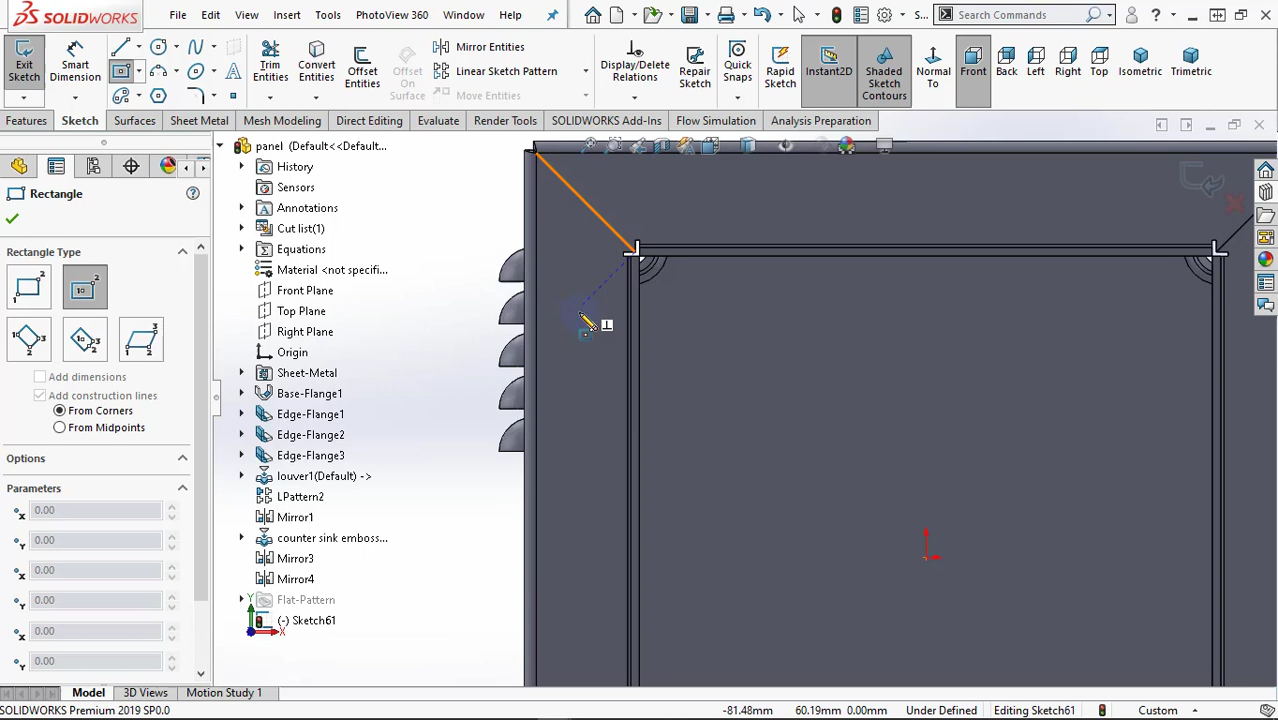 DS SOLIDWORKS File Edit View Insert Tools PhotoView 360 Window Help S... Search Commands ?
Exit Sketch Smart Dimension Trim Entities Convert Entities Offset Entities Offset On Surface Mirror Entities Linear Sketch Pattern Move Entities Display/Delete Relations Repair Sketch Quick Snaps Rapid Sketch Instant2D Shaded Sketch Contours Normal To Front Back Left Right Top Isometric Trimetric
Features Sketch Surfaces Sheet Metal Mesh Modeling Direct Editing Evaluate Render Tools SOLIDWORKS Add-Ins Flow Simulation Analysis Preparation
Rectangle
Rectangle Type
Add dimensions
Add construction lines
From Corners
From Midpoints
Options
Parameters
0.00
0.00
0.00
0.00
0.00
0.00
panel (Default<<Default...
History
Sensors
Annotations
Cut list(1)
Equations
Material <not specifi...
Front Plane
Top Plane
Right Plane
Origin
Sheet-Metal
Base-Flange1
Edge-Flange1
Edge-Flange2
Edge-Flange3
louver1(Default) ->
LPattern2
Mirror1
counter sink emboss...
Mirror3
Mirror4
Flat-Pattern
(-) Sketch61
Y
X
Model 3D Views Motion Study 1
SOLIDWORKS Premium 2019 SP0.0 -81.48mm 60.19mm 0.00mm Under Defined Editing Sketch61 Custom